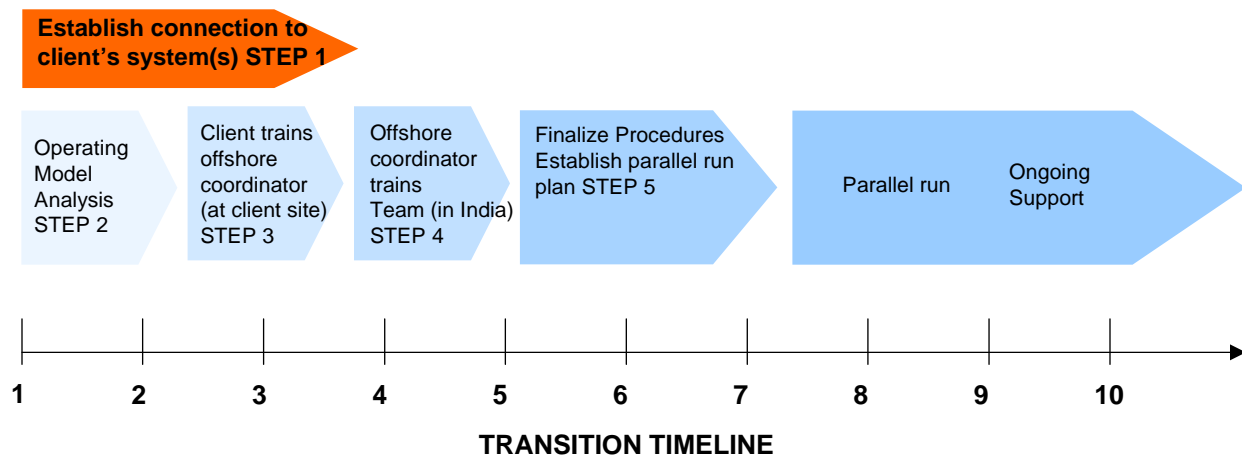 Establish connection to
client’s system(s) STEP 1
Operating
Model
Analysis
STEP 2
Client trains
offshore
coordinator
(at client site)
STEP 3
Offshore
coordinator
trains
Team (in India)
STEP 4
Finalize Procedures
Establish parallel run
plan STEP 5
Parallel run
Ongoing
Support
1 2 3 4 5 6 7 8 9 10
TRANSITION TIMELINE